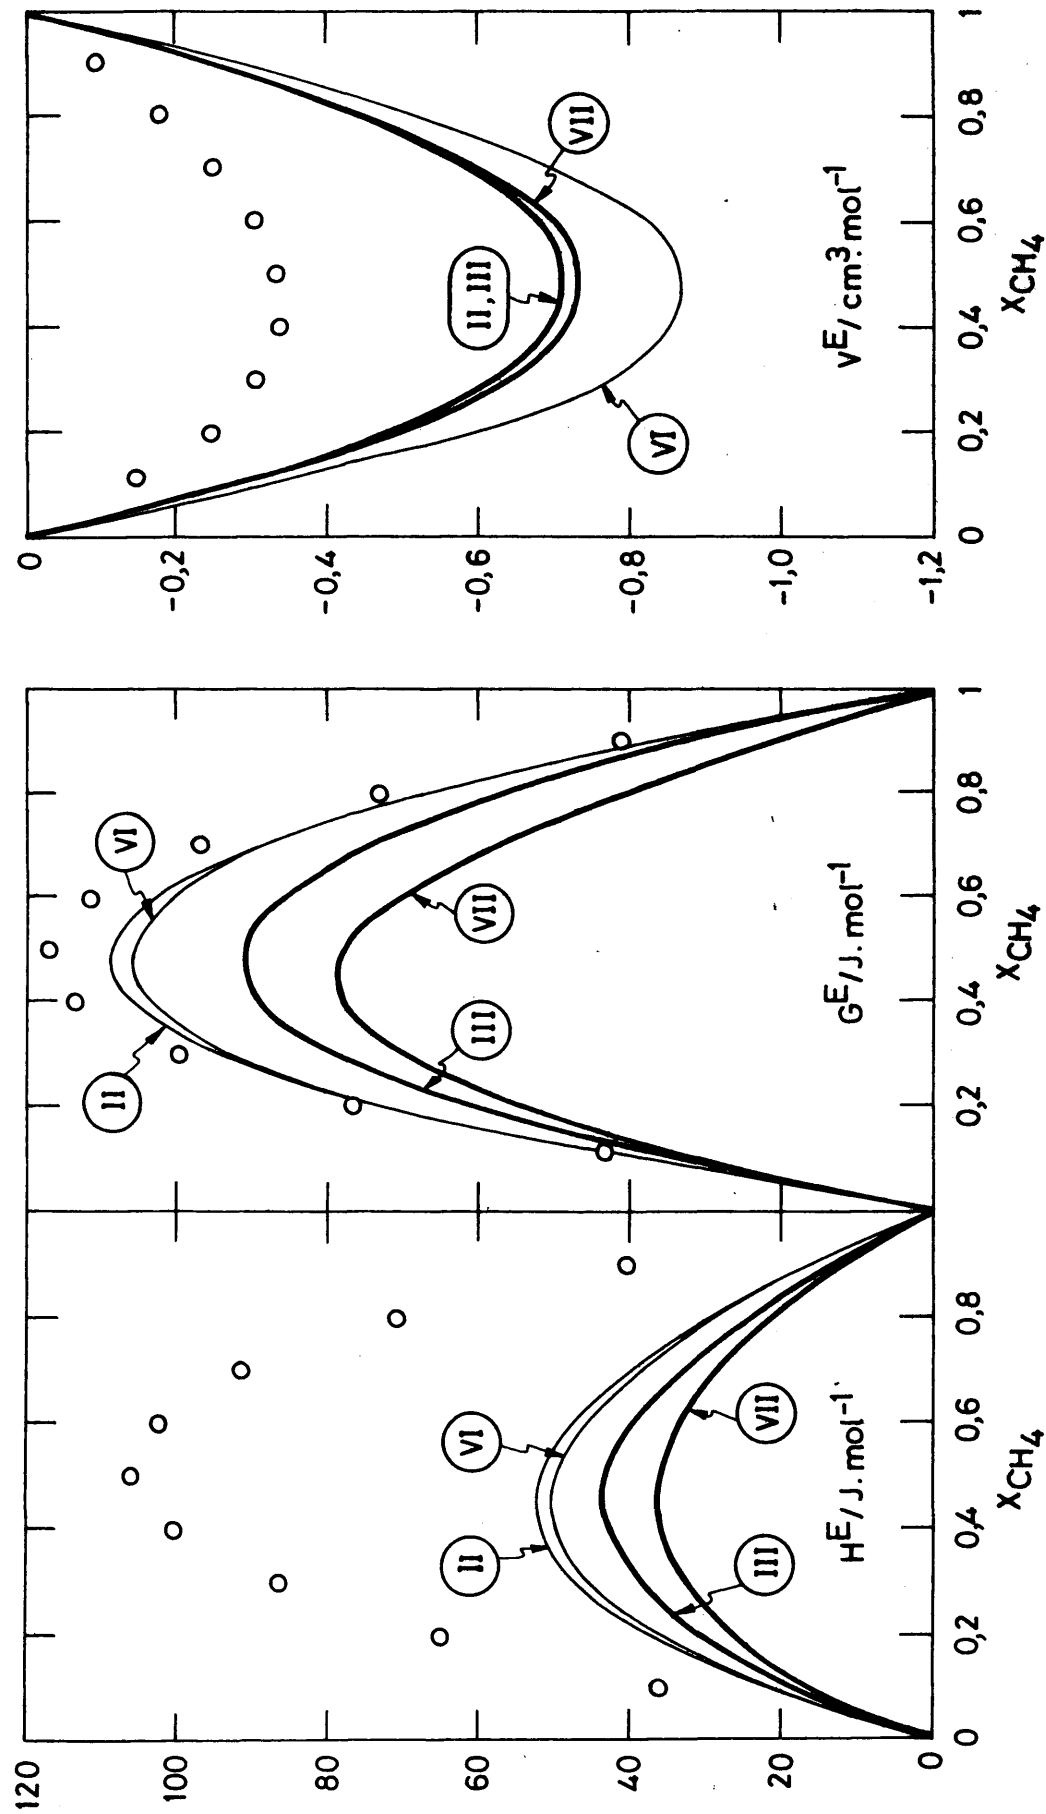 120
100
80
60
40
20
0
II
VI
III
VII
H^E/J.mol^-1
0 0,2 0,4 0,6 0,8
X_CH4
II
VI
III
VII
G^E/J.mol^-1
0,2 0,4 0,6 0,8 1
X_CH4
0
-0,2
-0,4
-0,6
-0,8
-1,0
-1,2
II, III
VII
VI
V^E/cm^3.mol^-1
0 0,2 0,4 0,6 0,8 1
X_CH4